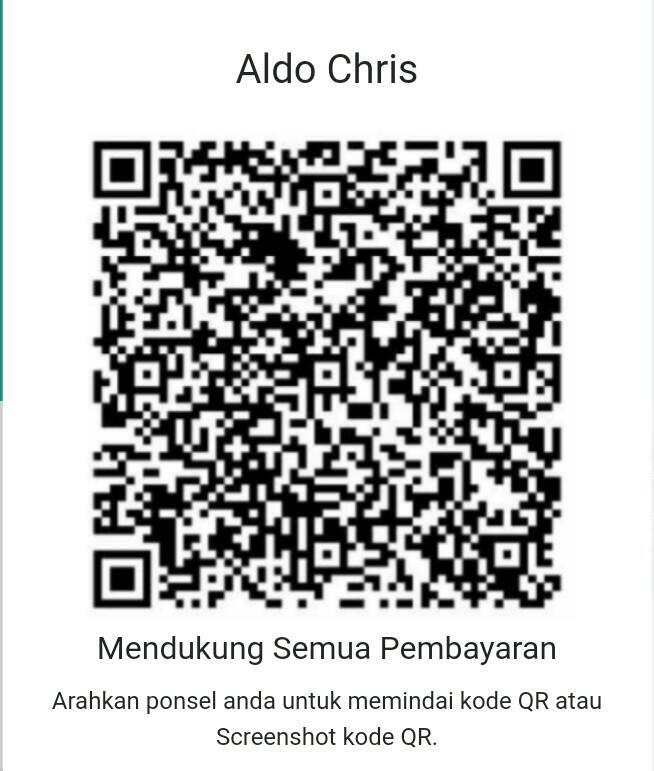 Aldo Chris
Mendukung Semua Pembayaran
Arahkan ponsel anda untuk memindai kode QR atau
Screenshot kode QR.